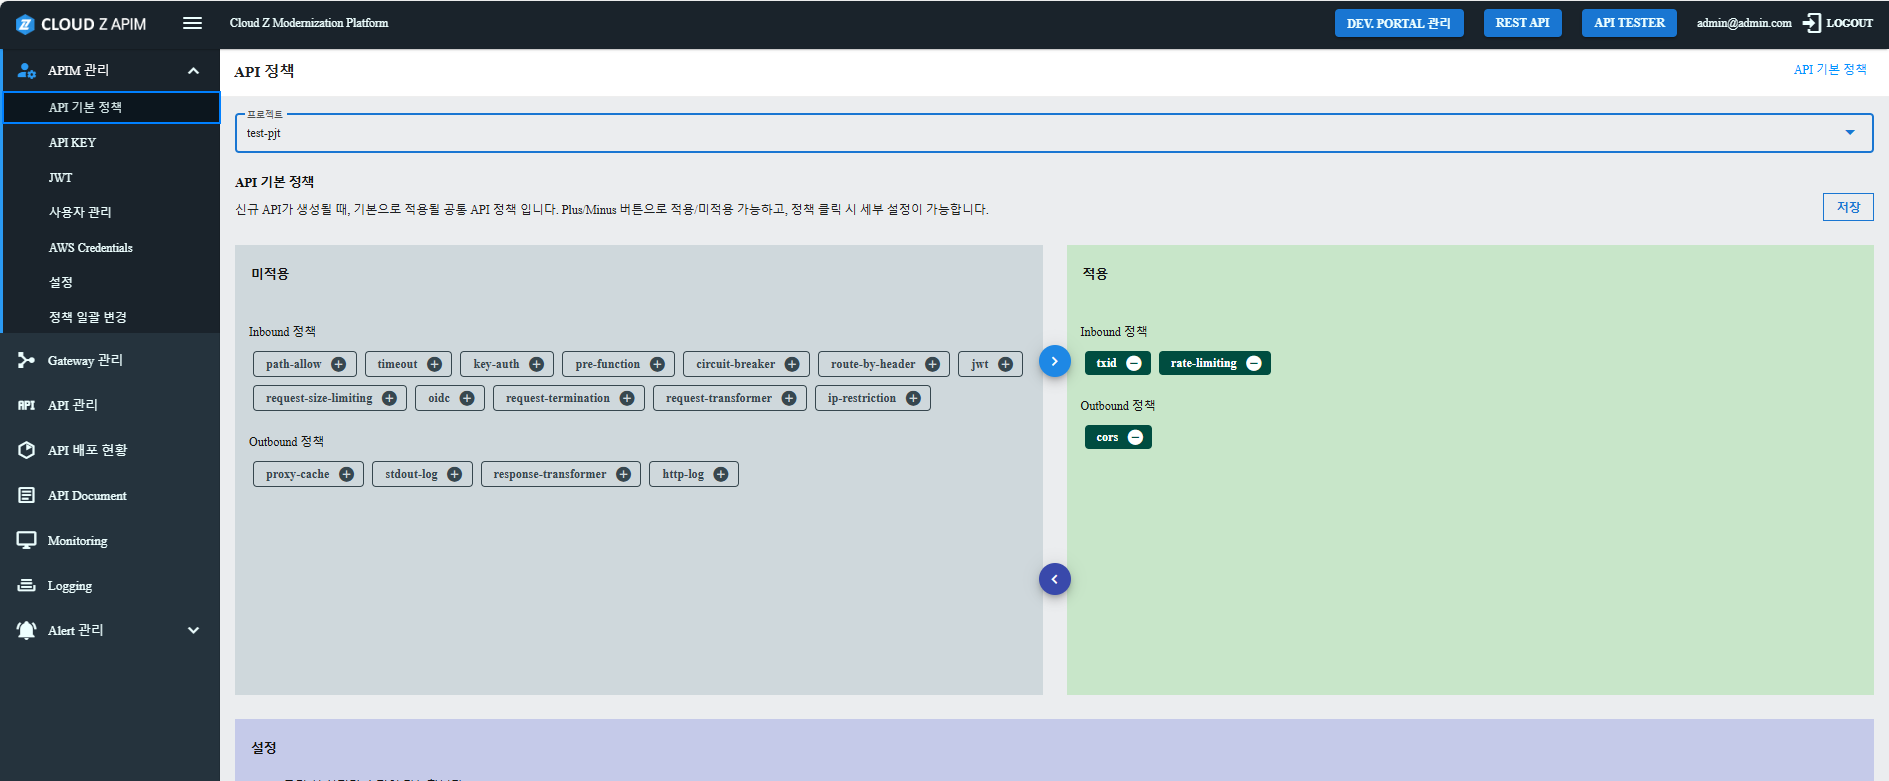 CLOUD Z APIM
Cloud Z Modernization Platform
DEV. PORTAL 관리
REST API
API TESTER
admin@admin.com
LOGOUT
APIM 관리
API 기본 정책
API KEY
JWT
사용자 관리
AWS Credentials
설정
정책 일괄 변경
Gateway 관리
API
API 관리
API 배포 현황
API Document
Monitoring
Logging
Alert 관리
API 정책
API 기본 정책
프로젝트
test-pjt
API 기본 정책
신규 API가 생성될 때, 기본으로 적용될 공통 API 정책 입니다. Plus/Minus 버튼으로 적용/미적용 가능하고, 정책 클릭 시 세부 설정이 가능합니다.
저장
미적용
Inbound 정책
path-allow timeout key-auth pre-function circuit-breaker route-by-header jwt
request-size-limiting oidc request-termination request-transformer ip-restriction
Outbound 정책
proxy-cache stdout-log response-transformer http-log
적용
Inbound 정책
txid rate-limiting
Outbound 정책
cors
설정